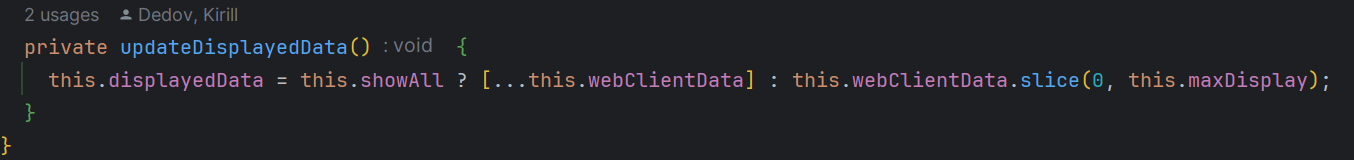 2 usages Dedov, Kirill
private updateDisplayedData() : void {
this.displayedData = this.showAll ? [...this.webClientData] : this.webClientData.slice(0, this.maxDisplay);
}
}